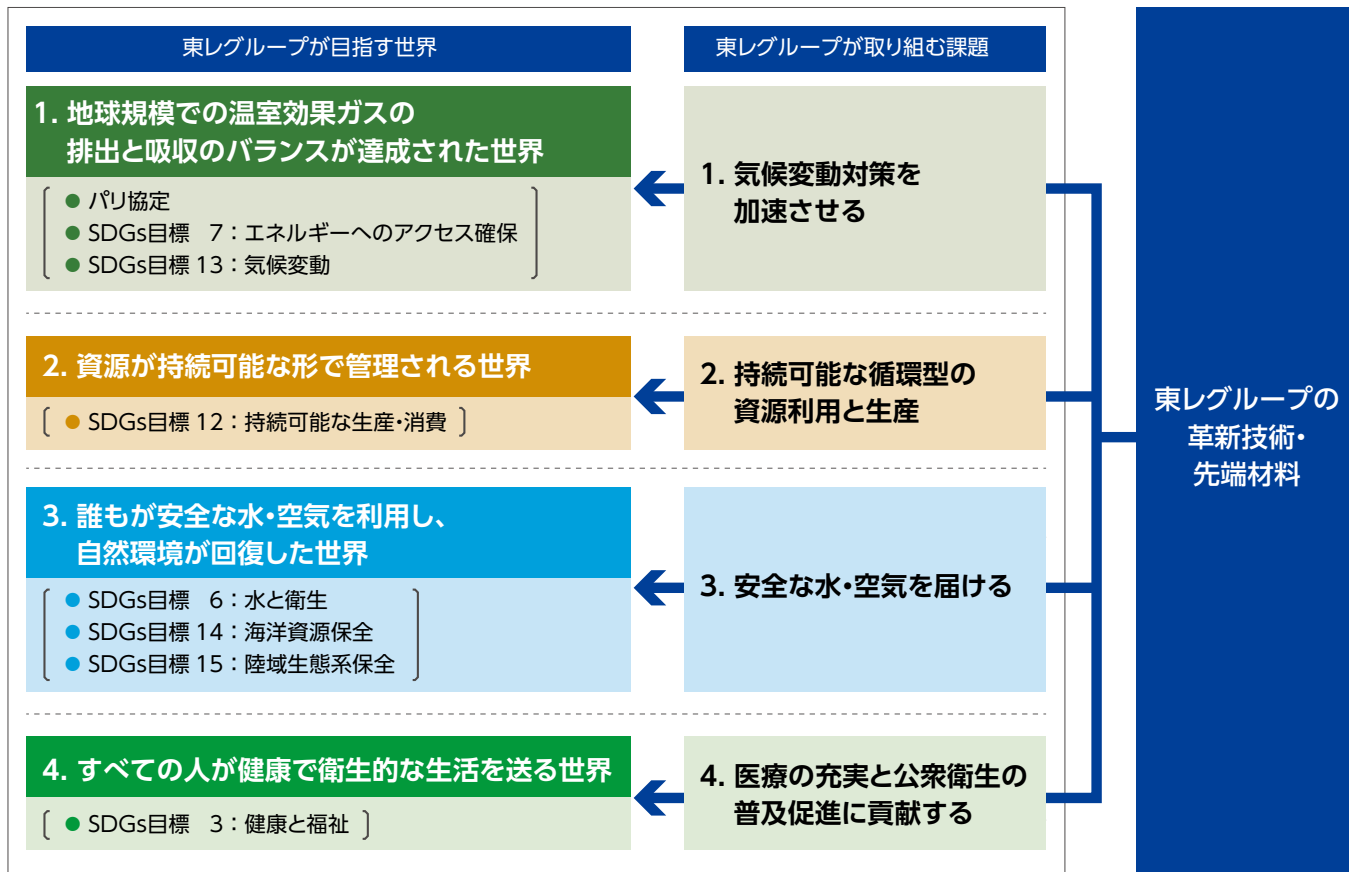 東レグループが目指す世界
東レグループが取り組む課題
1. 地球規模での温室効果ガスの
排出と吸収のバランスが達成された世界
● パリ協定
● SDGs目標 7：エネルギーへのアクセス確保
● SDGs目標 13：気候変動
1. 気候変動対策を
加速させる
2. 資源が持続可能な形で管理される世界
● SDGs目標 12：持続可能な生産・消費
2. 持続可能な循環型の
資源利用と生産
3. 誰もが安全な水・空気を利用し、
自然環境が回復した世界
● SDGs目標 6：水と衛生
● SDGs目標 14：海洋資源保全
● SDGs目標 15：陸域生態系保全
3. 安全な水・空気を届ける
4. すべての人が健康で衛生的な生活を送る世界
● SDGs目標 3：健康と福祉
4. 医療の充実と公衆衛生の
普及促進に貢献する
東レグループの
革新技術・
先端材料